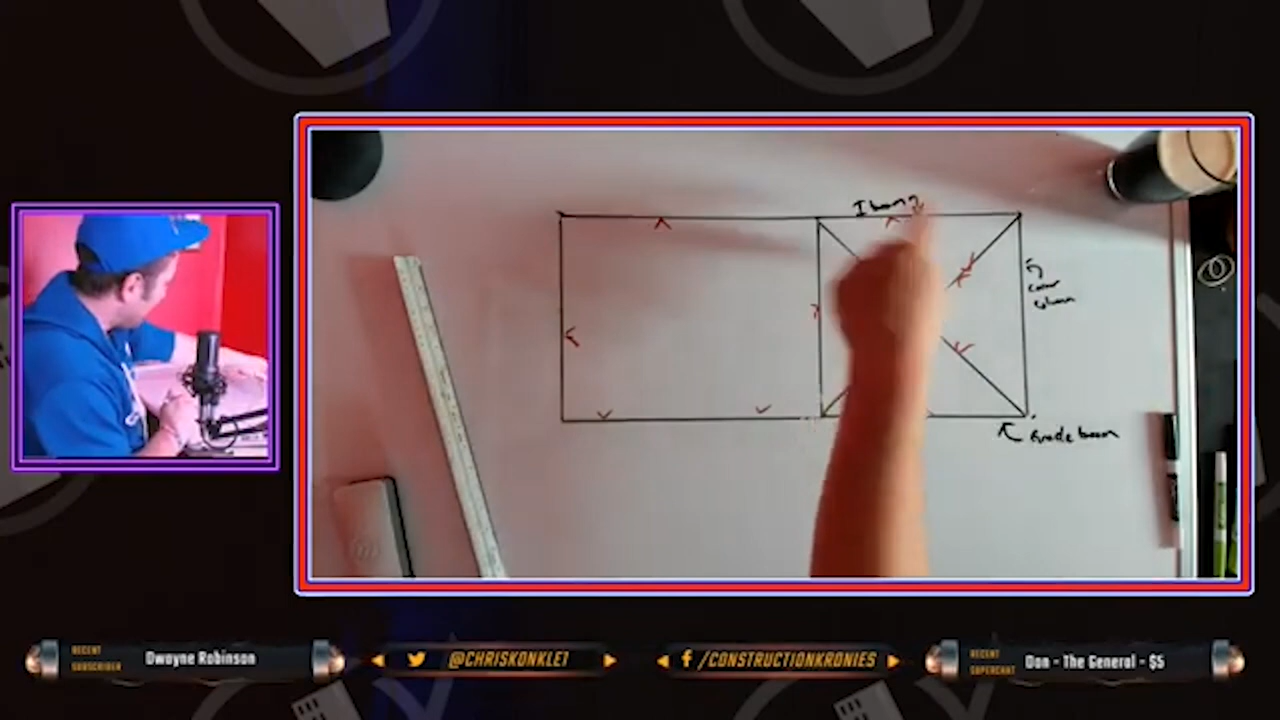 I beam
column
Grade beam
RECENT
SUBSCRIBER
Dwayne Robinson
@CHRISKONKLE1
/CONSTRUCTIONKRONIES
RECENT
SUPERCHAT
Don - The General - $5